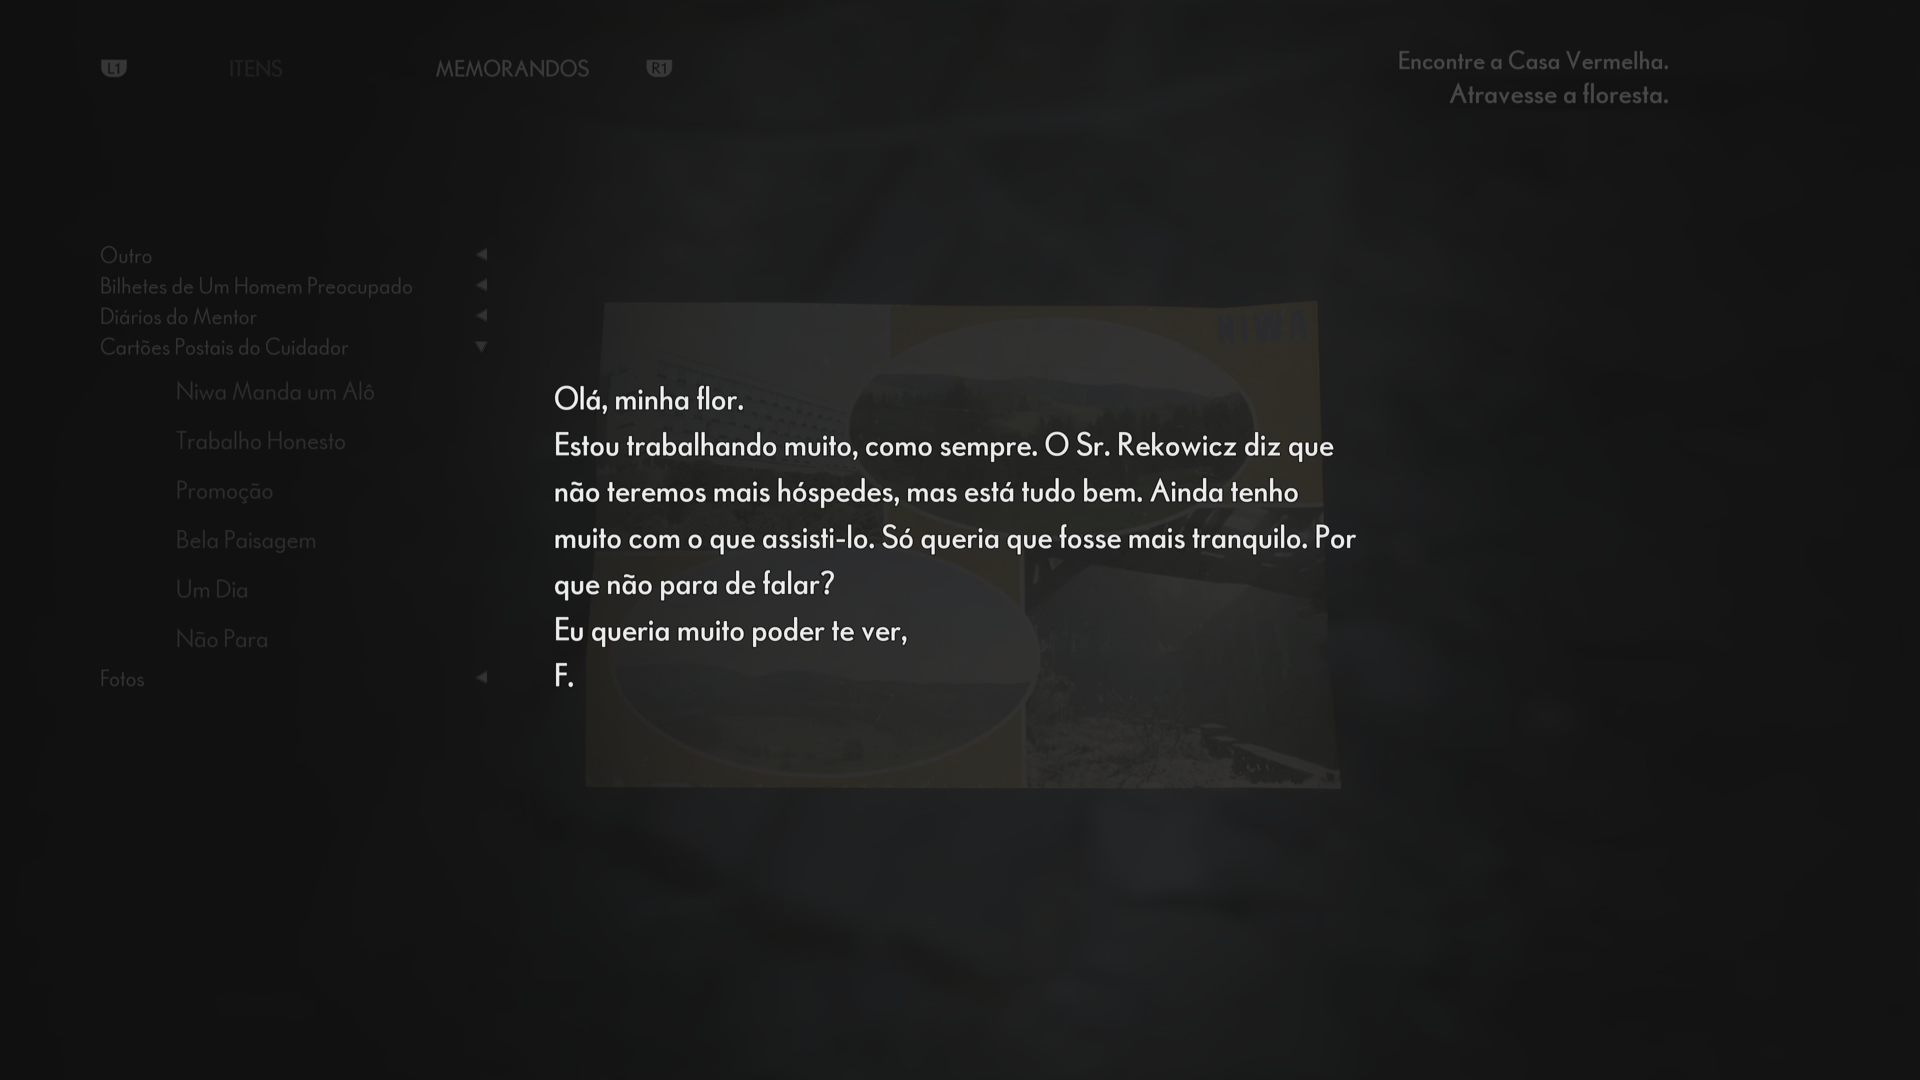 L1 ITENS MEMORANDOS R1
Encontre a Casa Vermelha.
Atravesse a floresta.
Outro
Bilhetes de Um Homem Preocupado
Diários do Mentor
Cartões Postais do Cuidador
Niwa Manda um Alô
Trabalho Honesto
Promoção
Bela Paisagem
Um Dia
Não Para
Fotos
NIWA
Olá, minha flor.
Estou trabalhando muito, como sempre. O Sr. Rekowicz diz que
não teremos mais hóspedes, mas está tudo bem. Ainda tenho
muito com o que assisti-lo. Só queria que fosse mais tranquilo. Por
que não para de falar?
Eu queria muito poder te ver,
F.